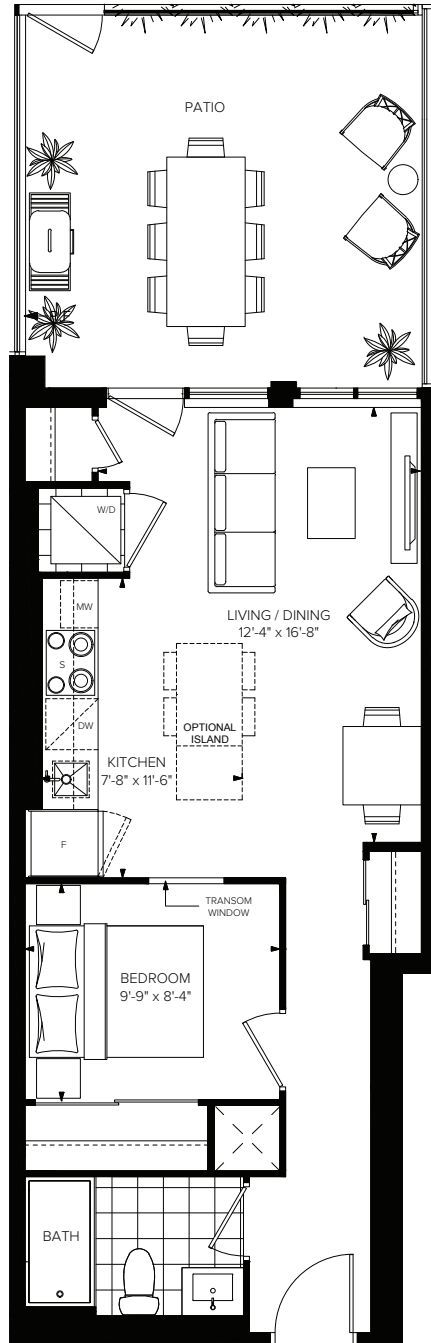 PATIO
W/D
MW
S
LIVING / DINING
12'-4" x 16'-8"
DW
OPTIONAL
ISLAND
KITCHEN
7'-8" x 11'-6"
F
TRANSOM
WINDOW
BEDROOM
9'-9" x 8'-4"
BATH